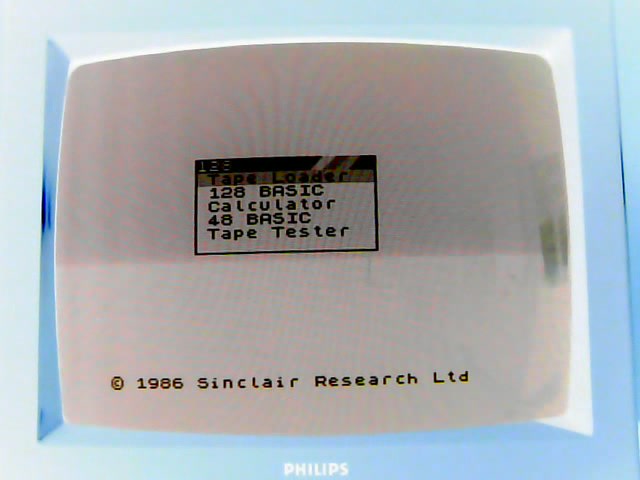 128
Tape Loader
128 BASIC
Calculator
48 BASIC
Tape Tester
© 1986 Sinclair Research Ltd
PHILIPS